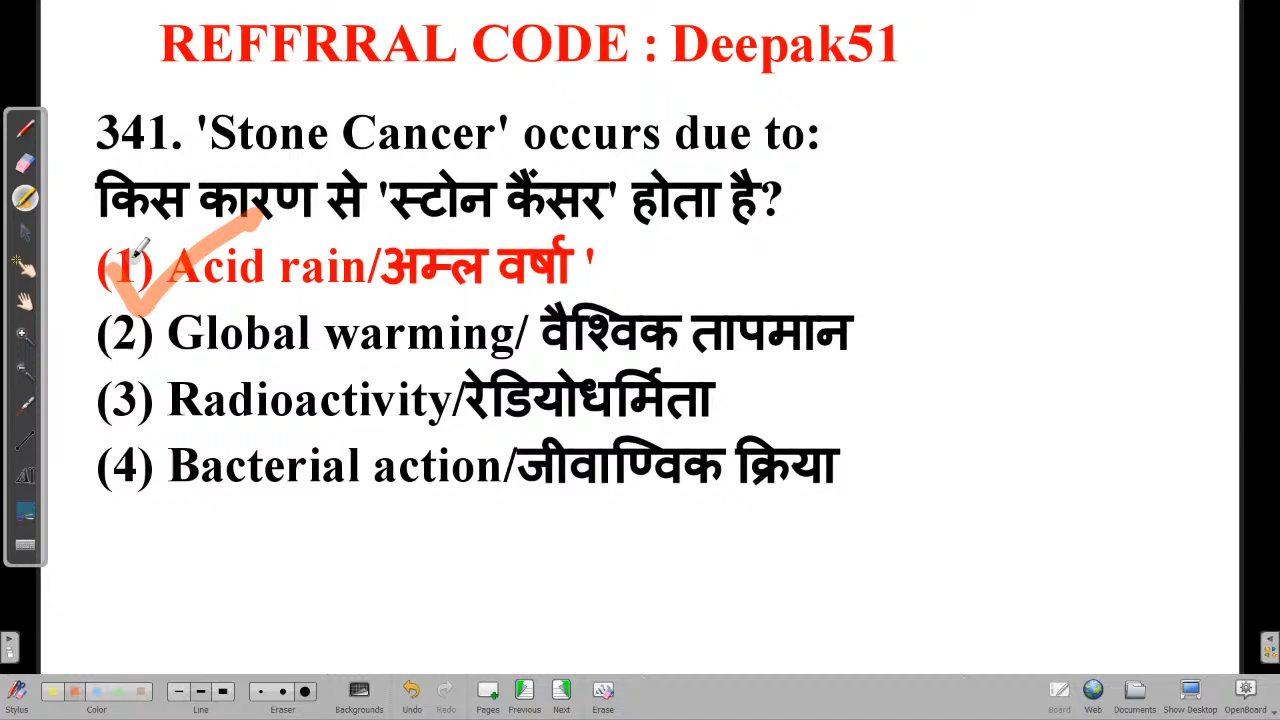 REFFRRAL CODE : Deepak51
341. 'Stone Cancer' occurs due to:
किस कारण से 'स्टोन कैंसर' होता है?
(1) Acid rain/अम्ल वर्षा '
(2) Global warming/ वैश्विक तापमान
(3) Radioactivity/रेडियोधर्मिता
(4) Bacterial action/जीवाण्विक क्रिया
Stylus Color Line Eraser Backgrounds Undo Redo Pages Previous Next Erase Board Web Documents Show Desktop OpenBoard